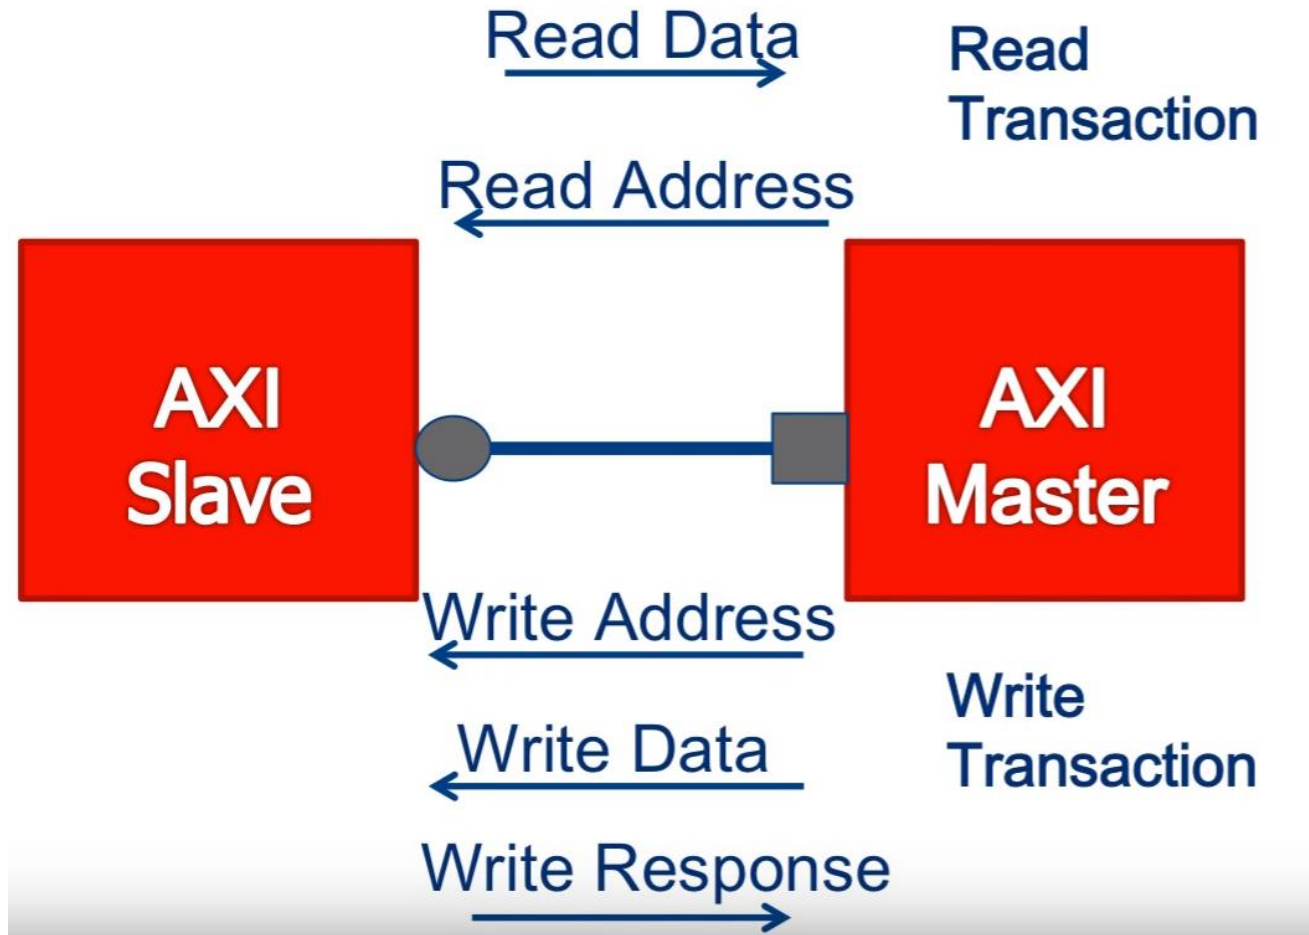 Read Data
Read
Transaction
Read Address
AXI
Slave
AXI
Master
Write Address
Write
Transaction
Write Data
Write Response